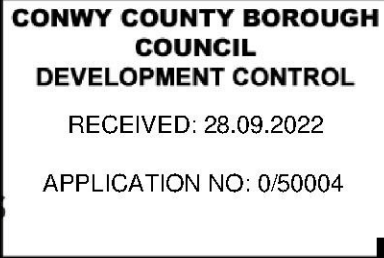 CONWY COUNTY BOROUGH
COUNCIL
DEVELOPMENT CONTROL
RECEIVED: 28.09.2022
APPLICATION NO: 0/50004